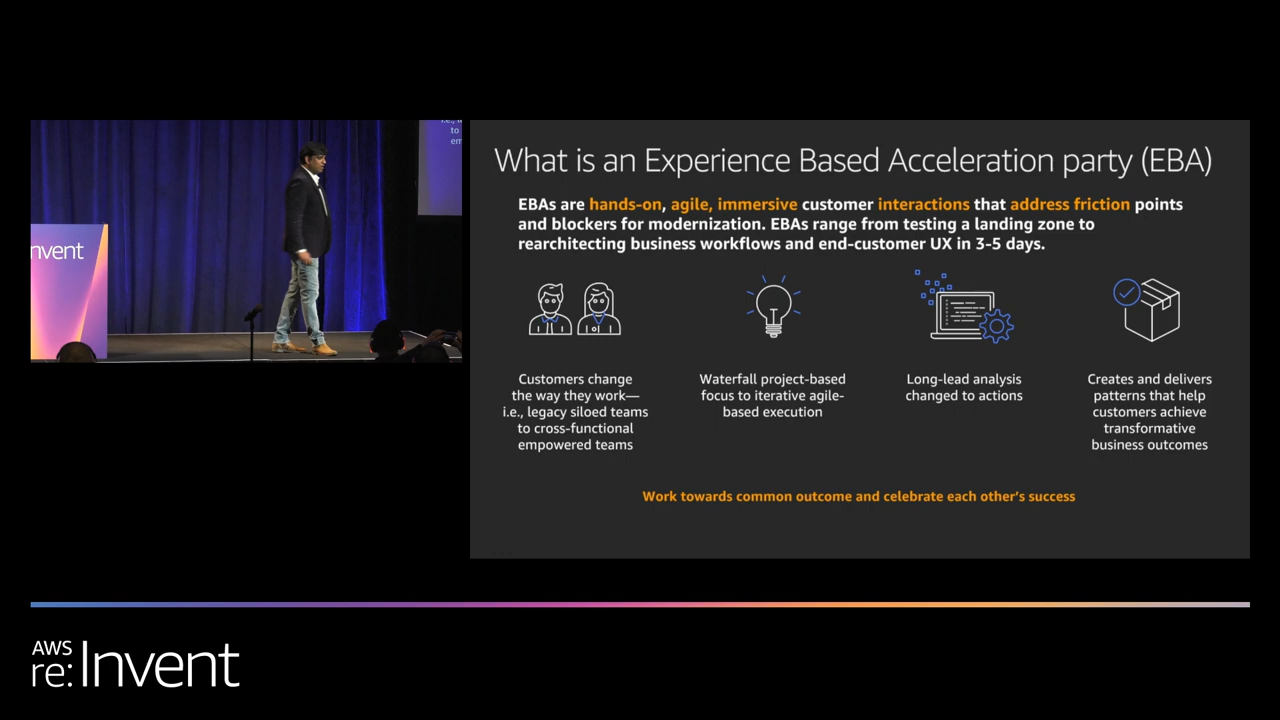 i.e., l
to
em
nvent
What is an Experience Based Acceleration party (EBA)
EBAs are hands-on, agile, immersive customer interactions that address friction points
and blockers for modernization. EBAs range from testing a landing zone to
rearchitecting business workflows and end-customer UX in 3-5 days.
Customers change
the way they work—
i.e., legacy siloed teams
to cross-functional
empowered teams
Waterfall project-based
focus to iterative agile-
based execution
Long-lead analysis
changed to actions
Creates and delivers
patterns that help
customers achieve
transformative
business outcomes
Work towards common outcome and celebrate each other's success
AWS
re:Invent